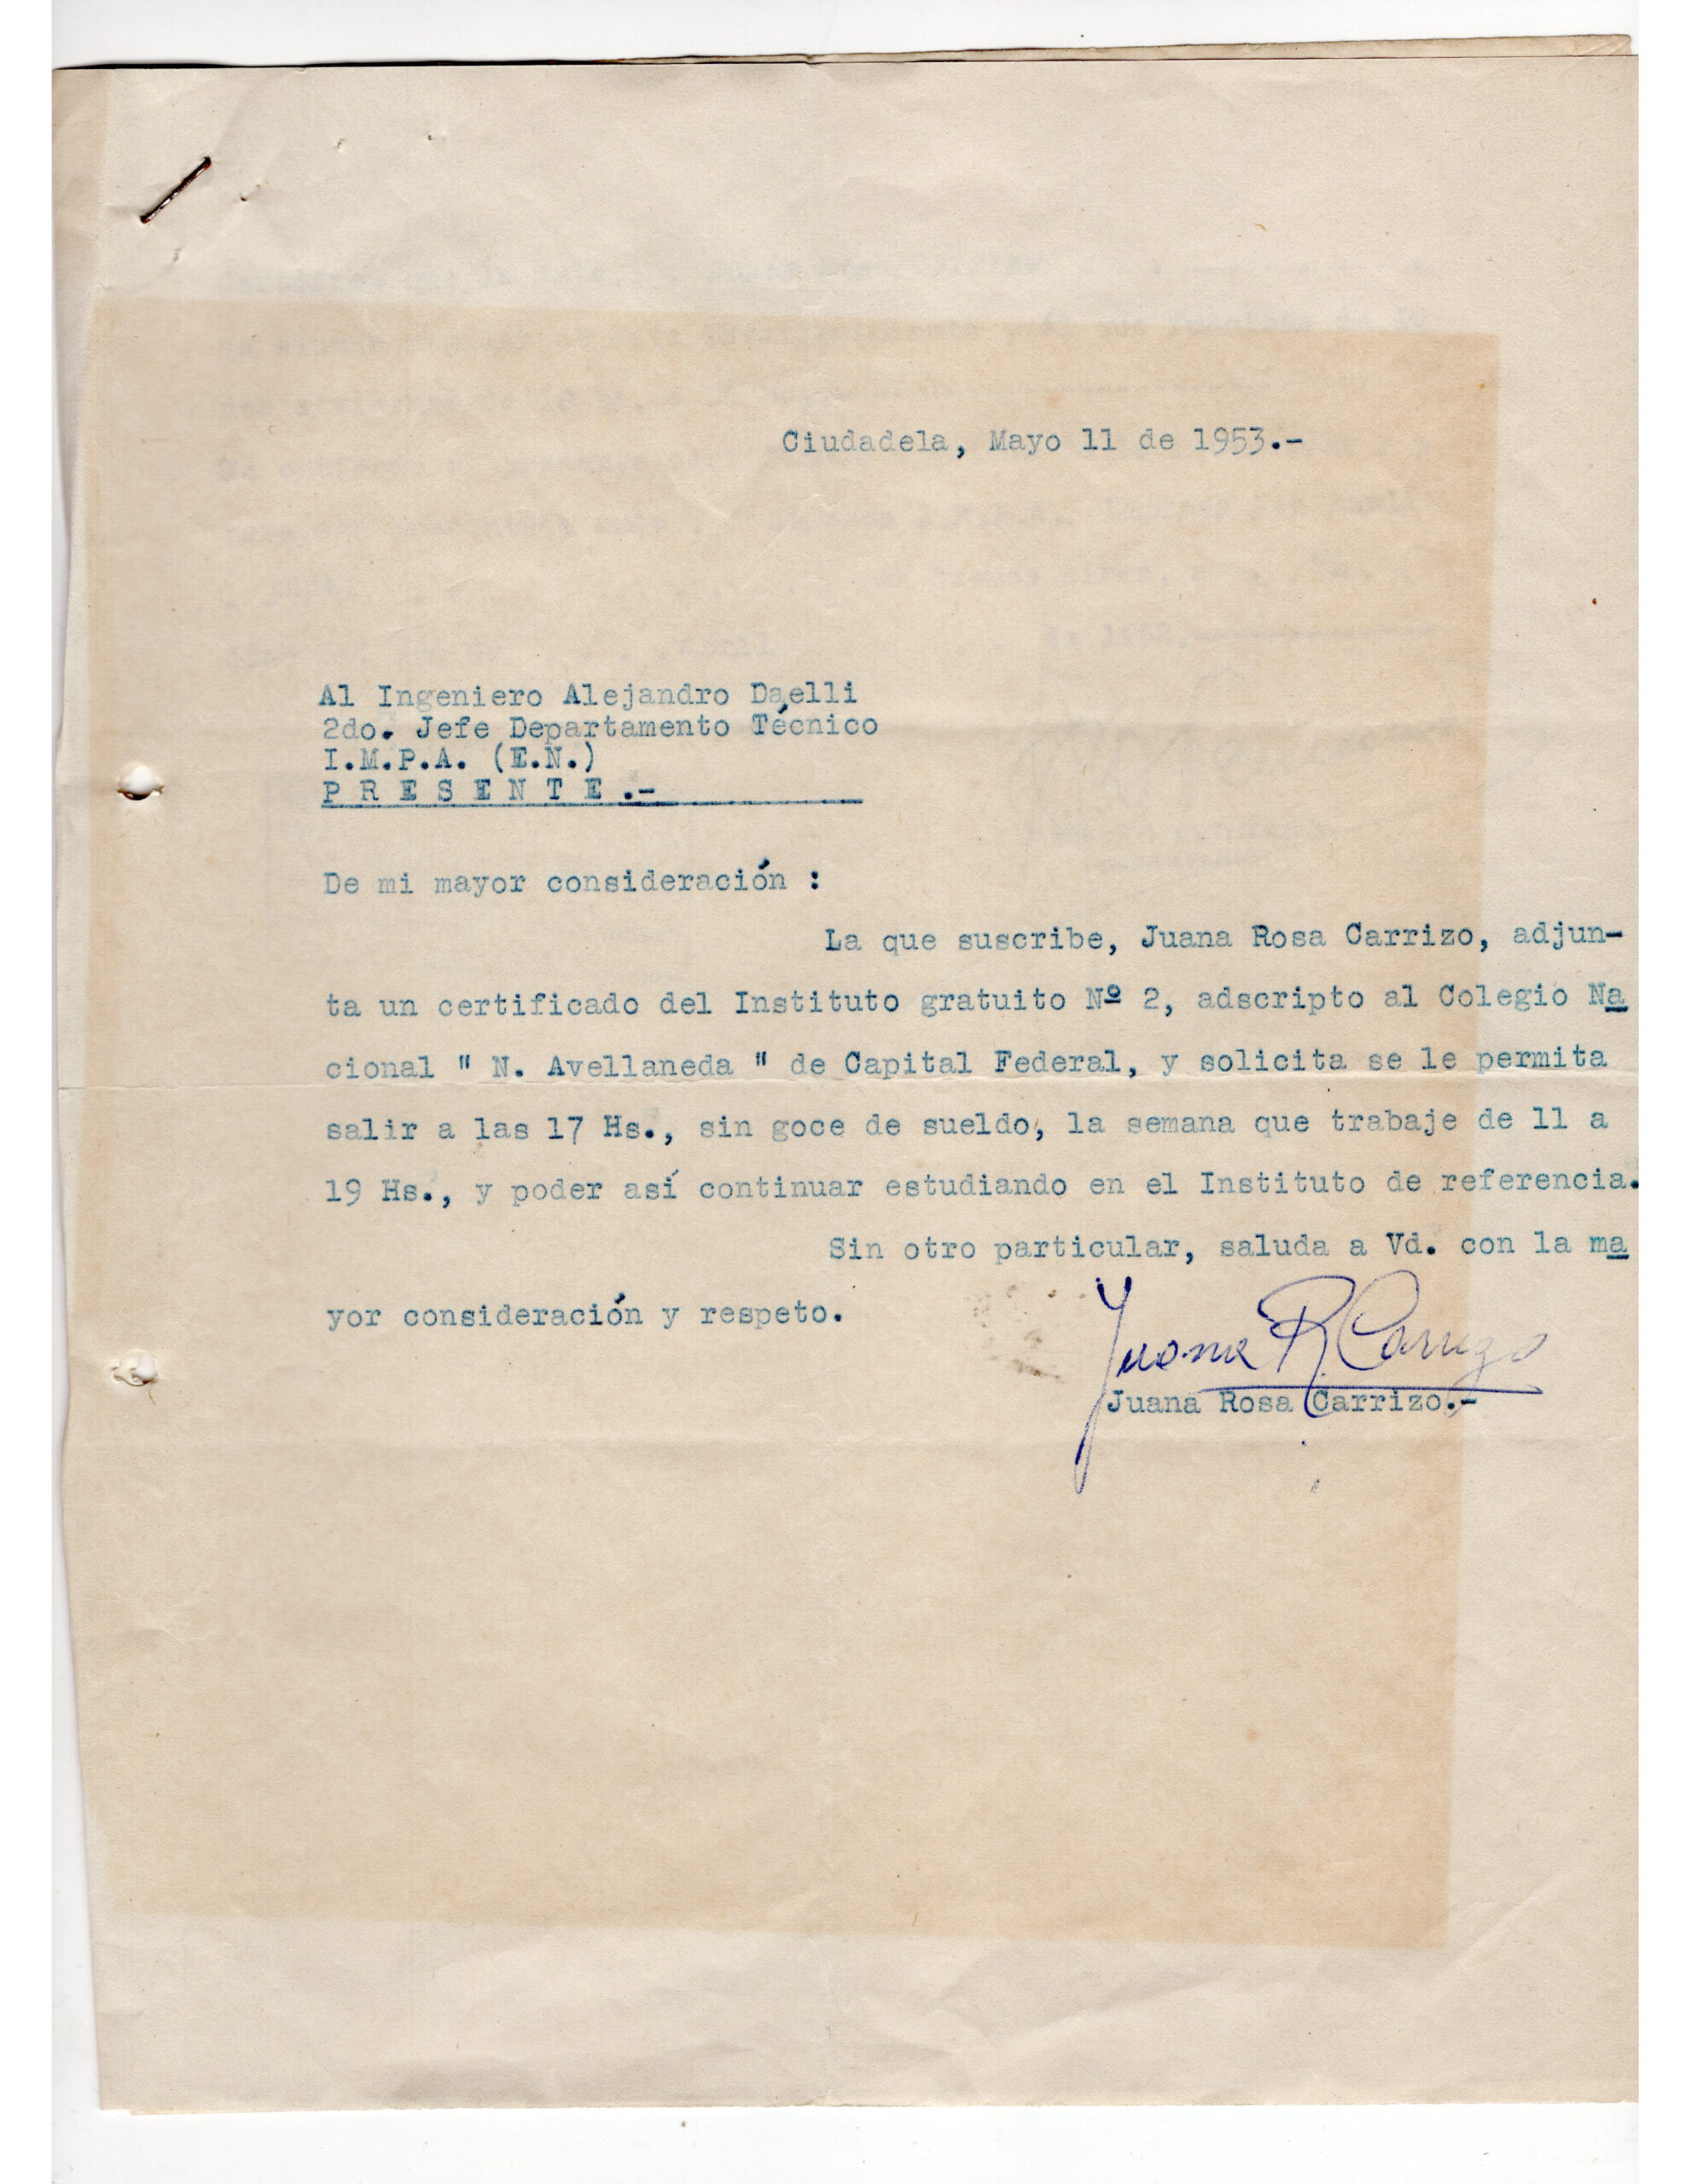 Ciudadela, Mayo 11 de 1953.-
Al Ingeniero Alejandro Daelli
2do. Jefe Departamento Técnico
I.M.P.A. (E.N.)
P R E S E N T E .-
De mi mayor consideración :
La que suscribe, Juana Rosa Carrizo, adjun-
ta un certificado del Instituto gratuito Nº 2, adscripto al Colegio Na
cional " N. Avellaneda " de Capital Federal, y solicita se le permita
salir a las 17 Hs., sin goce de sueldo, la semana que trabaje de 11 a
19 Hs., y poder así continuar estudiando en el Instituto de referencia.
Sin otro particular, saluda a Vd. con la ma
yor consideración y respeto.
Juana R. Carrizo
Juana Rosa Carrizo.-